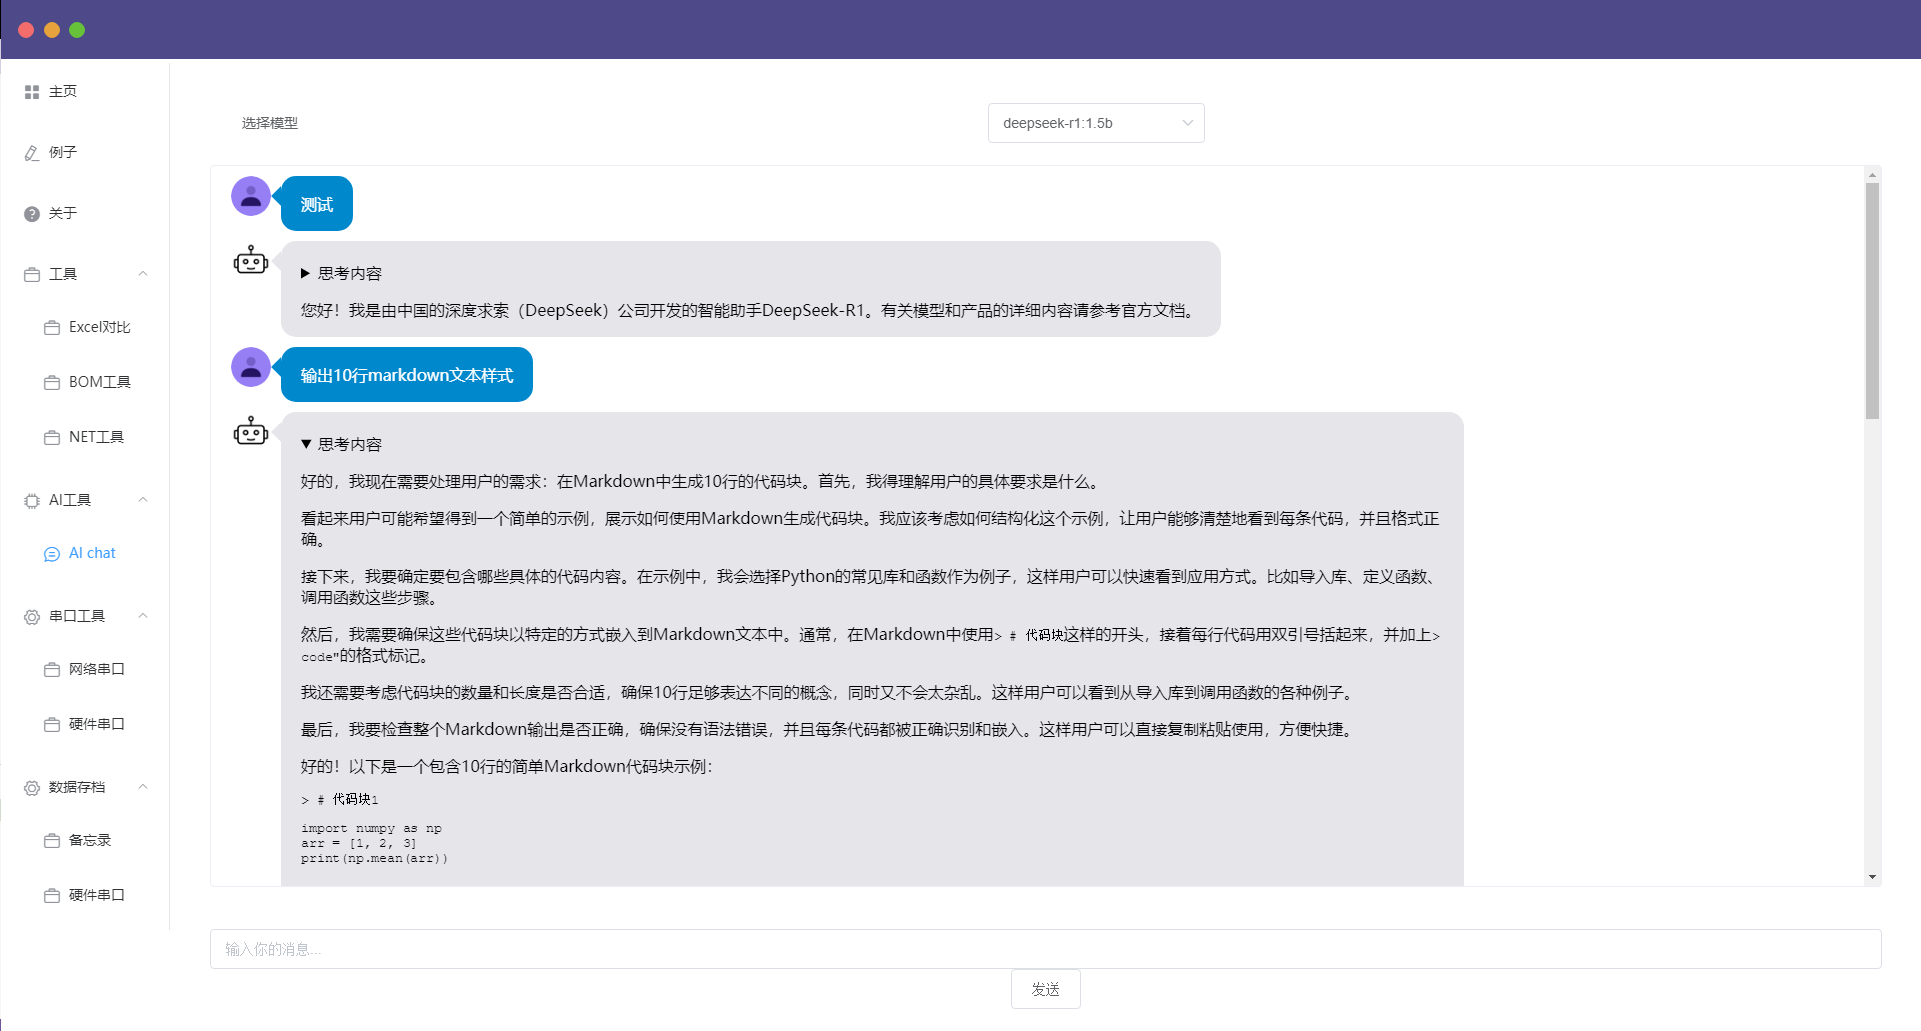 主页
例子
关于
工具
Excel对比
BOM工具
NET工具
AI工具
AI chat
串口工具
网络串口
硬件串口
数据存档
备忘录
硬件串口
选择模型
deepseek-r1:1.5b
测试
▶ 思考内容
您好！我是由中国的深度求索（DeepSeek）公司开发的智能助手DeepSeek-R1。有关模型和产品的详细内容请参考官方文档。
输出10行markdown文本样式
▼ 思考内容
好的，我现在需要处理用户的需求：在Markdown中生成10行的代码块。首先，我得理解用户的具体要求是什么。
看起来用户可能希望得到一个简单的示例，展示如何使用Markdown生成代码块。我应该考虑如何结构化这个示例，让用户能够清楚地看到每条代码，并且格式正
确。
接下来，我要确定要包含哪些具体的代码内容。在示例中，我会选择Python的常见库和函数作为例子，这样用户可以快速看到应用方式。比如导入库、定义函数、
调用函数这些步骤。
然后，我需要确保这些代码块以特定的方式嵌入到Markdown文本中。通常，在Markdown中使用> # 代码块这样的开头，接着每行代码用双引号括起来，并加上>
code"的格式标记。
我还需要考虑代码块的数量和长度是否合适，确保10行足够表达不同的概念，同时又不会太杂乱。这样用户可以看到从导入库到调用函数的各种例子。
最后，我要检查整个Markdown输出是否正确，确保没有语法错误，并且每条代码都被正确识别和嵌入。这样用户可以直接复制粘贴使用，方便快捷。
好的！以下是一个包含10行的简单Markdown代码块示例：
> # 代码块1
import numpy as np
arr = [1, 2, 3]
print(np.mean(arr))
输入你的消息...
发送